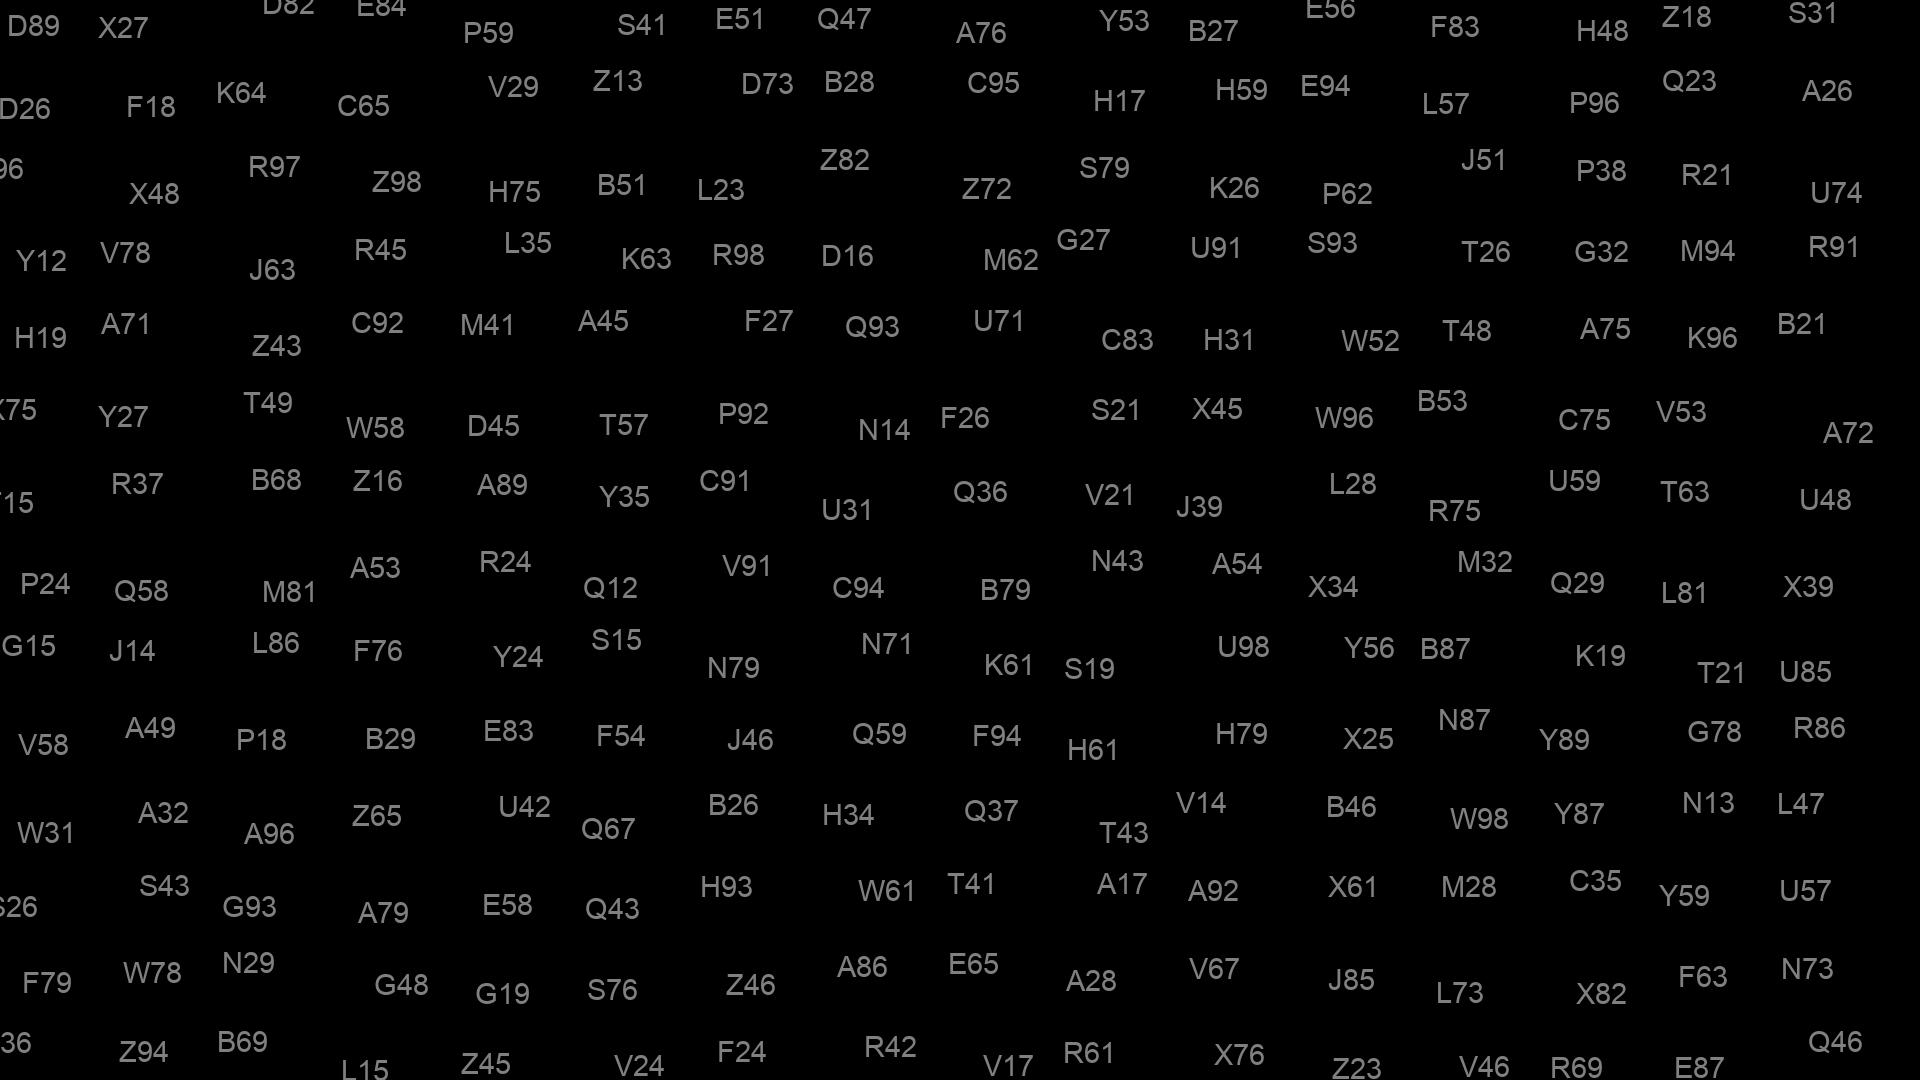 D89 X27 D82 E84 P59 S41 E51 Q47 A76 Y53 B27 E56 F83 H48 Z18 S31
D26 F18 K64 C65 V29 Z13 D73 B28 C95 H17 H59 E94 L57 P96 Q23 A26
96 X48 R97 Z98 H75 B51 L23 Z82 Z72 S79 K26 P62 J51 P38 R21 U74
Y12 V78 J63 R45 L35 K63 R98 D16 M62 G27 U91 S93 T26 G32 M94 R91
H19 A71 Z43 C92 M41 A45 F27 Q93 U71 C83 H31 W52 T48 A75 K96 B21
75 Y27 T49 W58 D45 T57 P92 N14 F26 S21 X45 W96 B53 C75 V53 A72
15 R37 B68 Z16 A89 Y35 C91 U31 Q36 V21 J39 L28 R75 U59 T63 U48
P24 Q58 M81 A53 R24 Q12 V91 C94 B79 N43 A54 X34 M32 Q29 L81 X39
G15 J14 L86 F76 Y24 S15 N79 N71 K61 S19 U98 Y56 B87 K19 T21 U85
V58 A49 P18 B29 E83 F54 J46 Q59 F94 H61 H79 X25 N87 Y89 G78 R86
W31 A32 A96 Z65 U42 Q67 B26 H34 Q37 T43 V14 B46 W98 Y87 N13 L47
S26 S43 G93 A79 E58 Q43 H93 W61 T41 A17 A92 X61 M28 C35 Y59 U57
F79 W78 N29 G48 G19 S76 Z46 A86 E65 A28 V67 J85 L73 X82 F63 N73
36 Z94 B69 L15 Z45 V24 F24 R42 V17 R61 X76 Z23 V46 R69 E87 Q46